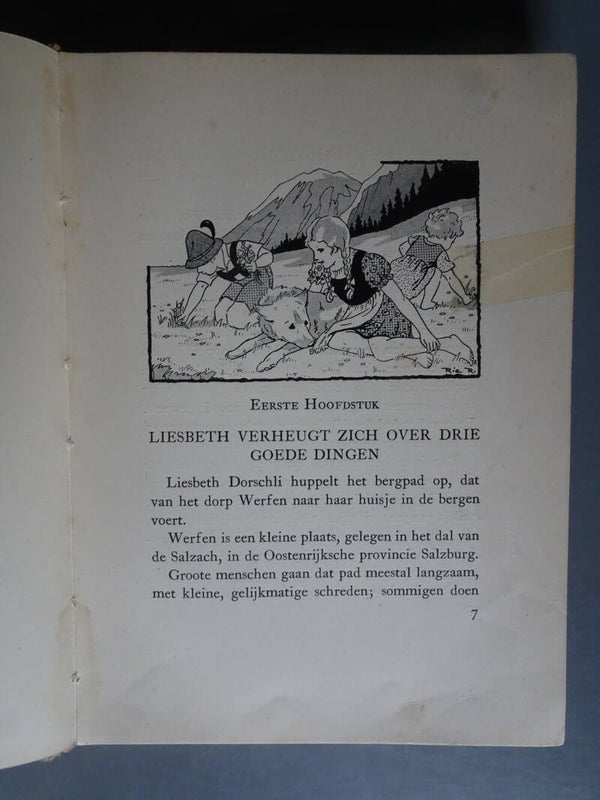 Rie R.
EERSTE HOOFDSTUK
LIESBETH VERHEUGT ZICH OVER DRIE
GOEDE DINGEN
Liesbeth Dorschli huppelt het bergpad op, dat
van het dorp Werfen naar haar huisje in de bergen
voert.
Werfen is een kleine plaats, gelegen in het dal van
de Salzach, in de Oostenrijksche provincie Salzburg.
Groote menschen gaan dat pad meestal langzaam,
met kleine, gelijkmatige schreden; sommigen doen
7